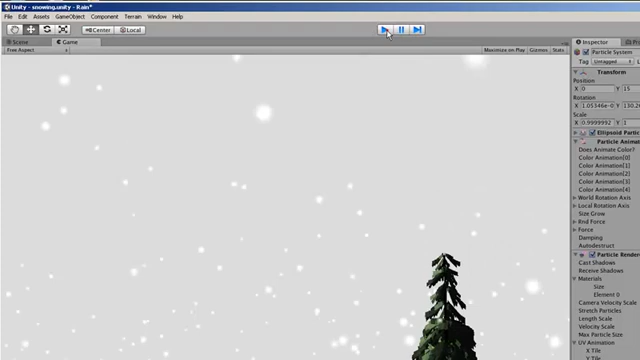 Unity - snowing.unity - Rain*
File Edit Assets GameObject Component Terrain Window Help
Center Local
Scene Game
Free Aspect Maximize on Play Gizmos Stats
Inspector
Particle System
Tag Untagged
Transform
Position
X 0 Y 15
Rotation
X 1.05346e-0 Y 130.26
Scale
X 0.9999992 Y 1
Ellipsoid Parti
Particle Anima
Does Animate Color?
Color Animation[0]
Color Animation[1]
Color Animation[2]
Color Animation[3]
Color Animation[4]
World Rotation Axis
Local Rotation Axis
Size Grow
Rnd Force
Force
Damping
Autodestruct
Particle Render
Cast Shadows
Receive Shadows
Materials
Size
Element 0
Camera Velocity Scale
Stretch Particles
Length Scale
Velocity Scale
Max Particle Size
UV Animation
X Tile
Y Tile